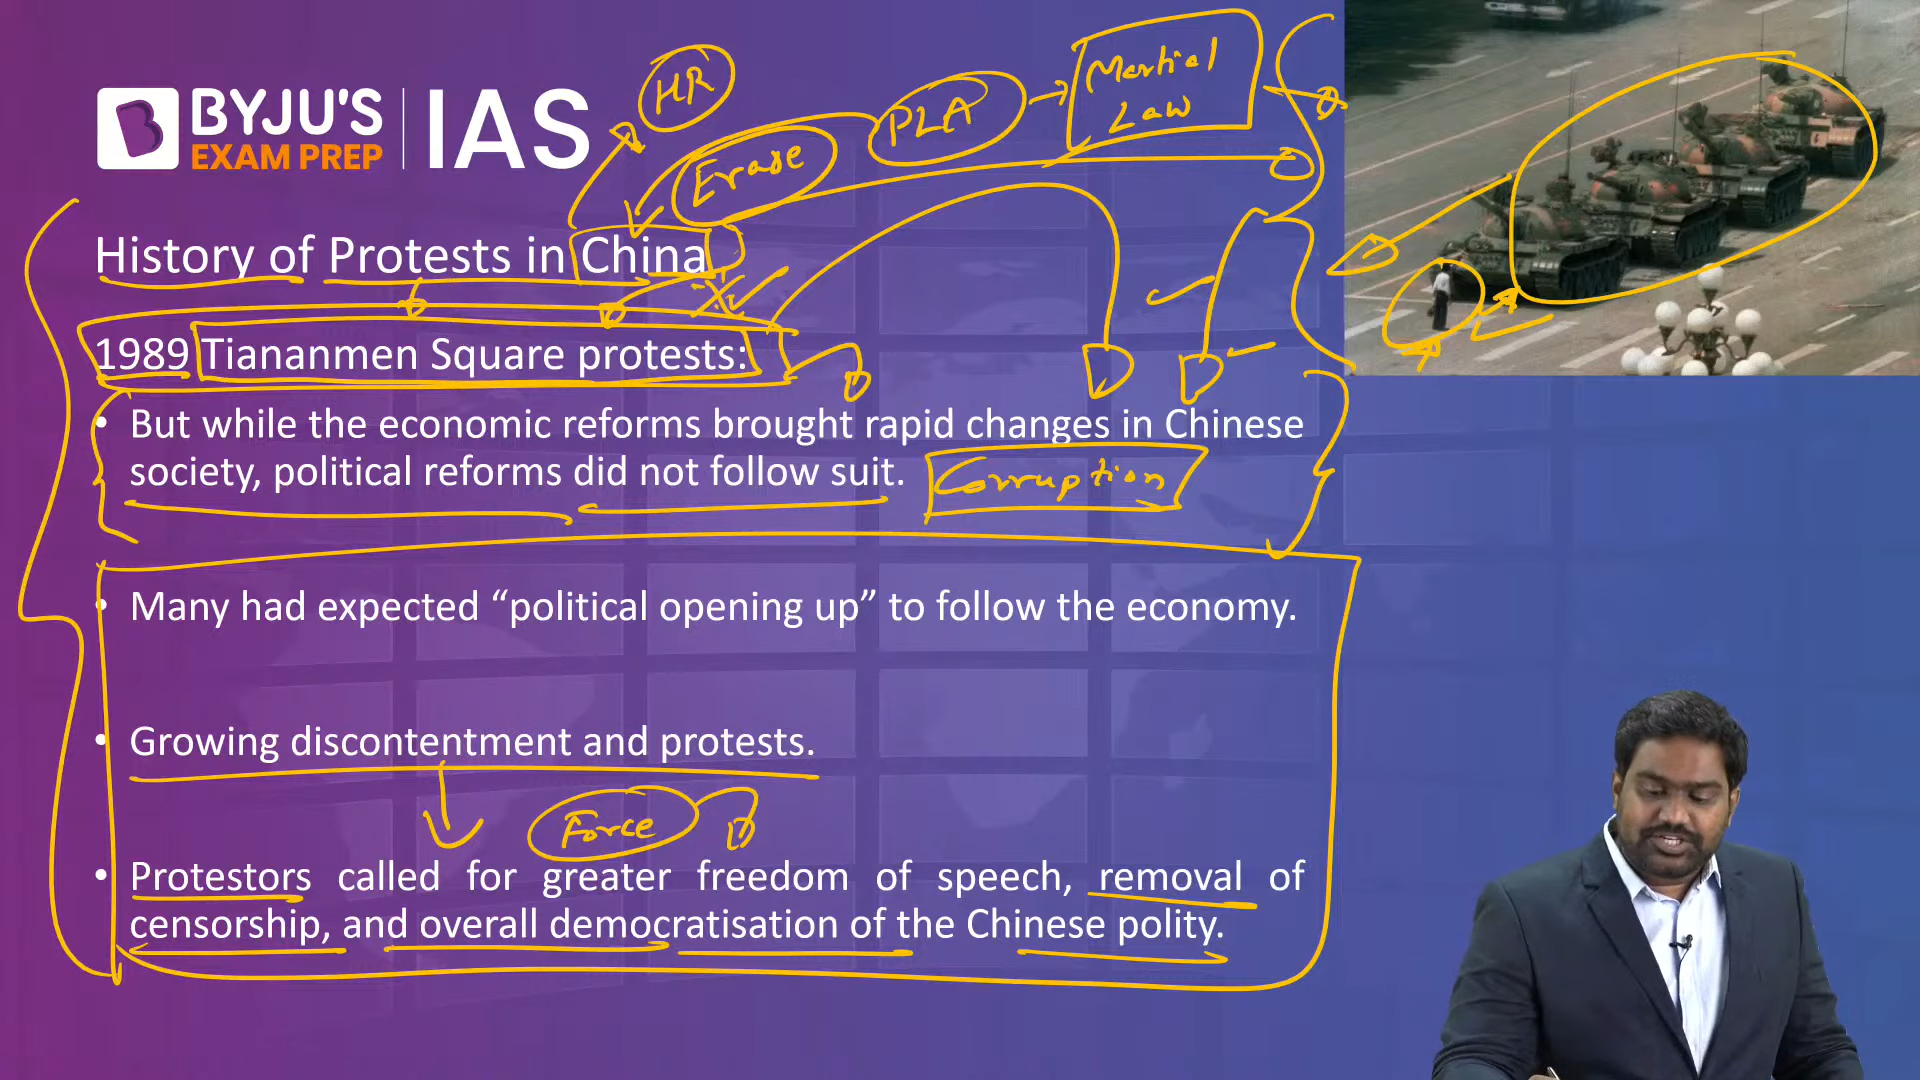 HR
PLA
Martial
Law
BYJU'S
EXAM PREP
IAS
Erase
History of Protests in China
1989 Tiananmen Square protests:
• But while the economic reforms brought rapid changes in Chinese
society, political reforms did not follow suit.
Corruption
• Many had expected “political opening up” to follow the economy.
• Growing discontentment and protests.
Force
• Protestors called for greater freedom of speech, removal of
censorship, and overall democratisation of the Chinese polity.